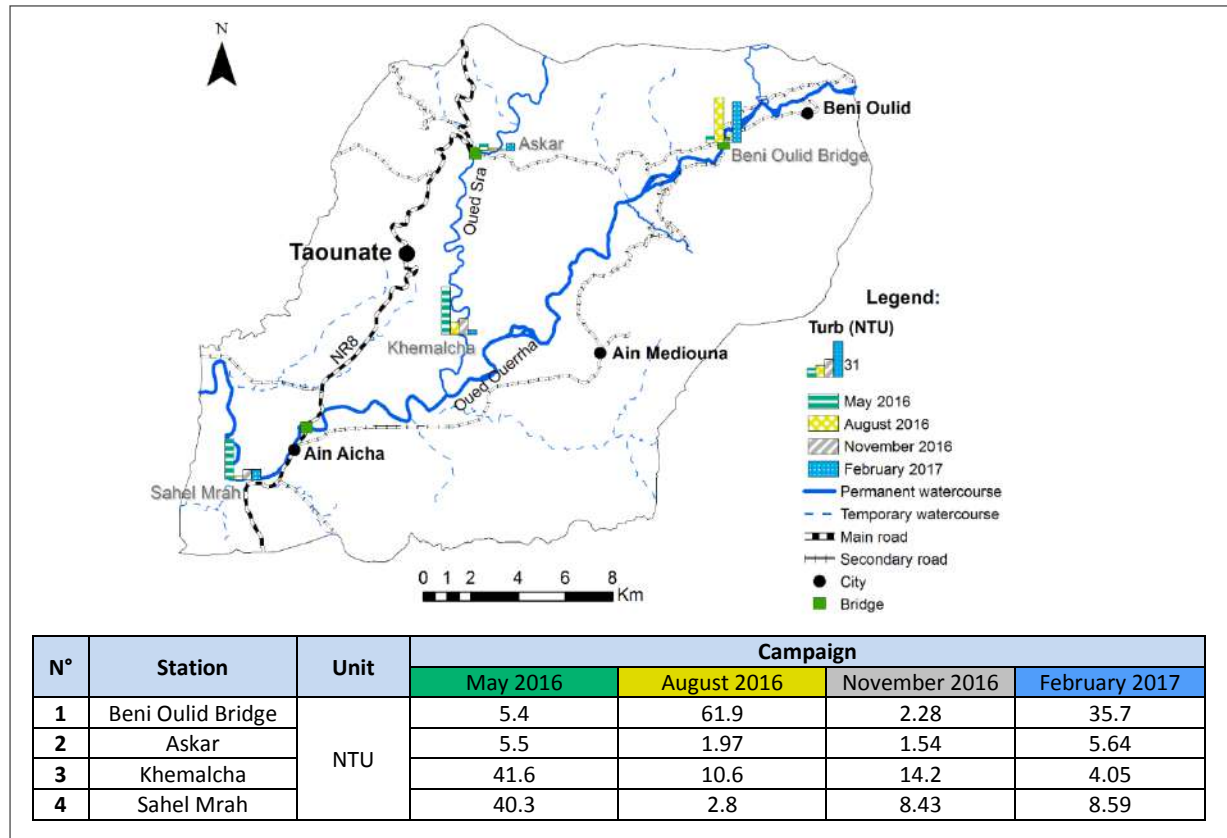 N
Beni Oulid
Askar
Beni Oulid Bridge
Oued Sra
Taounate
Legend:
Turb (NTU)
31
Khemalcha
NR8
Oued Ouerrha
Ain Mediouna
May 2016
August 2016
November 2016
February 2017
Ain Aicha
Sahel Mrah
Permanent watercourse
Temporary watercourse
Main road
Secondary road
City
Bridge
0 1 2 4 6 8
Km
N° Station Unit Campaign
May 2016 August 2016 November 2016 February 2017
1 Beni Oulid Bridge NTU 5.4 61.9 2.28 35.7
2 Askar 5.5 1.97 1.54 5.64
3 Khemalcha 41.6 10.6 14.2 4.05
4 Sahel Mrah 40.3 2.8 8.43 8.59